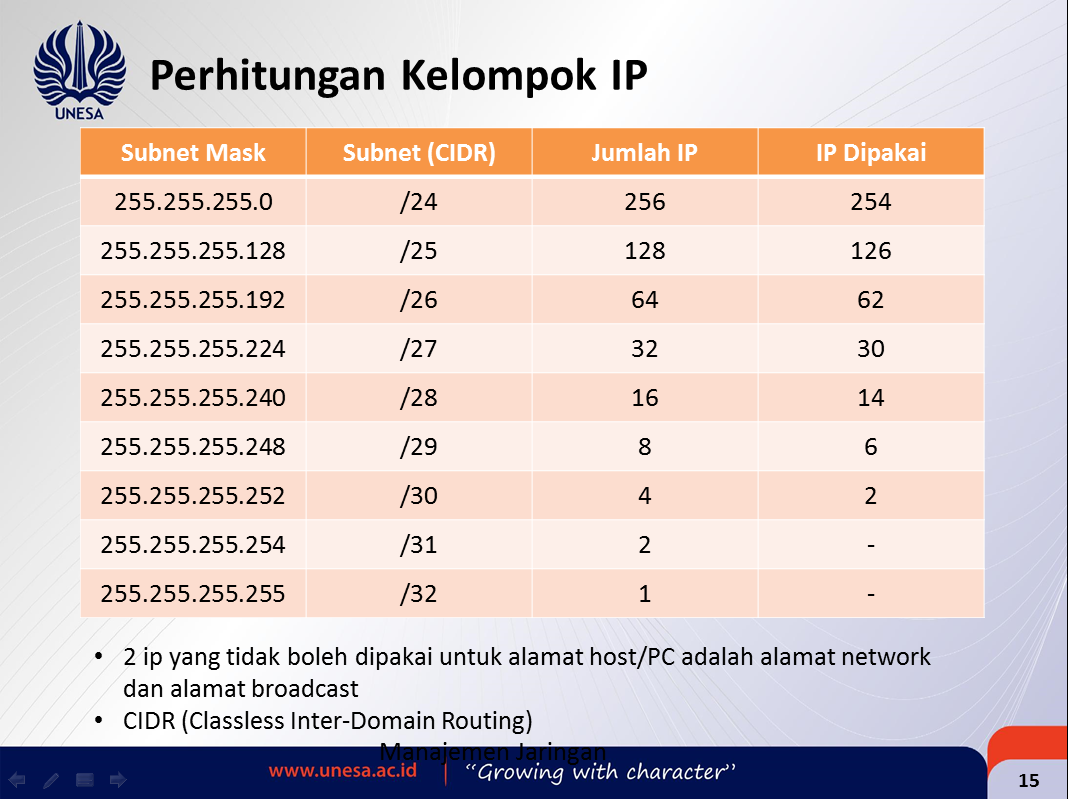 UNESA
Perhitungan Kelompok IP
Subnet Mask Subnet (CIDR) Jumlah IP IP Dipakai
255.255.255.0 /24 256 254
255.255.255.128 /25 128 126
255.255.255.192 /26 64 62
255.255.255.224 /27 32 30
255.255.255.240 /28 16 14
255.255.255.248 /29 8 6
255.255.255.252 /30 4 2
255.255.255.254 /31 2 -
255.255.255.255 /32 1 -
• 2 ip yang tidak boleh dipakai untuk alamat host/PC adalah alamat network
dan alamat broadcast
• CIDR (Classless Inter-Domain Routing)
Manajemen Jaringan
www.unesa.ac.id | “Growing with character”
15